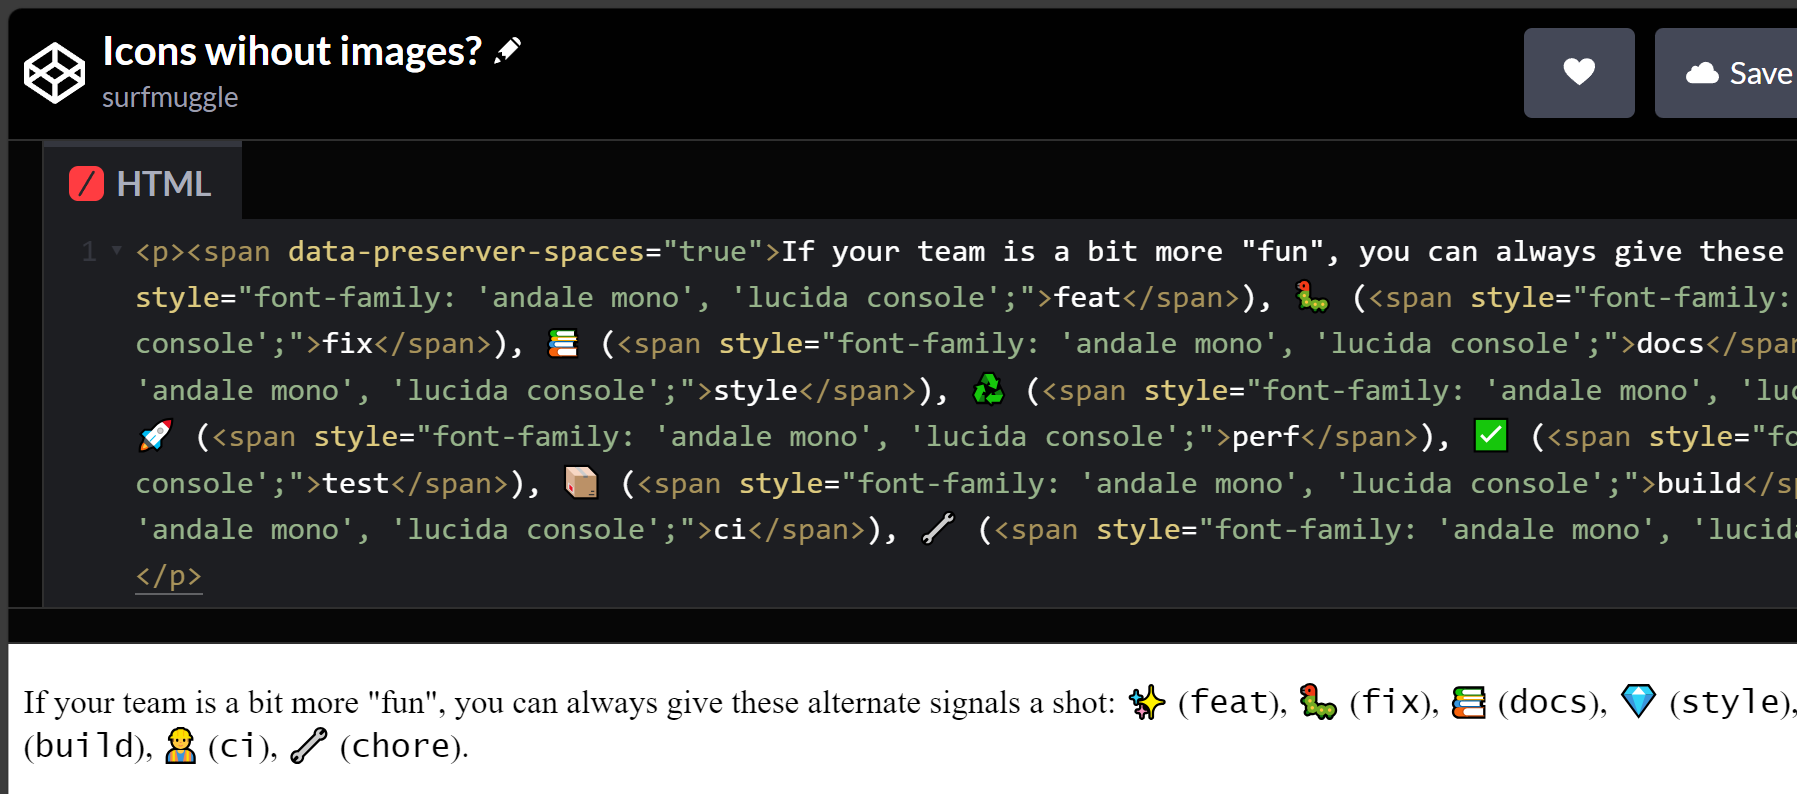 Icons wihout images?
surfmuggle
Save
/ HTML
1 <p><span data-preserver-spaces="true">If your team is a bit more "fun", you can always give these
style="font-family: 'andale mono', 'lucida console';">feat</span>), 🐛 (<span style="font-family:
console';">fix</span>), 📚 (<span style="font-family: 'andale mono', 'lucida console';">docs</span
'andale mono', 'lucida console';">style</span>), ♻️ (<span style="font-family: 'andale mono', 'luc
🚀 (<span style="font-family: 'andale mono', 'lucida console';">perf</span>), ✅ (<span style="fo
console';">test</span>), 📦 (<span style="font-family: 'andale mono', 'lucida console';">build</sp
'andale mono', 'lucida console';">ci</span>), 🔧 (<span style="font-family: 'andale mono', 'lucida
</p>
If your team is a bit more "fun", you can always give these alternate signals a shot: ✨ (feat), 🐛 (fix), 📚 (docs), 💎 (style),
(build), 👷 (ci), 🔧 (chore).